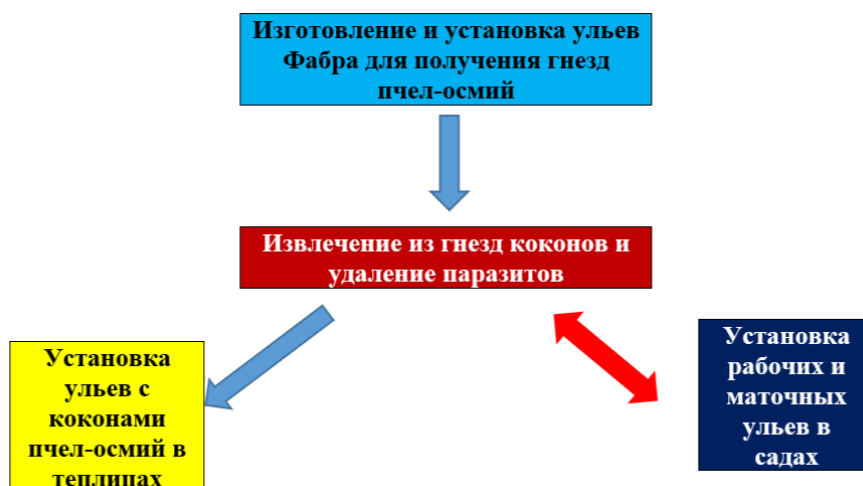 Изготовление и установка ульев
Фабра для получения гнезд
пчел-осмий
Извлечение из гнезд коконов и
удаление паразитов
Установка
ульев с
коконами
пчел-осмий в
теплицах
Установка
рабочих и
маточных
ульев в
садах